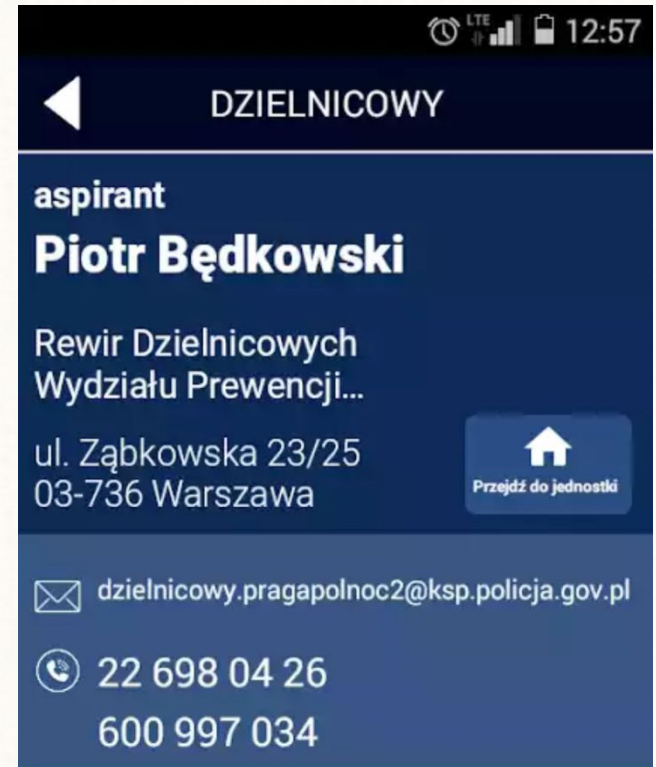 LTE 12:57
DZIELNICOWY
aspirant
Piotr Będkowski
Rewir Dzielnicowych
Wydziału Prewencji...
ul. Ząbkowska 23/25
03-736 Warszawa
Przejdź do jednostki
dzielnicowy.pragapolnoc2@ksp.policja.gov.pl
22 698 04 26
600 997 034